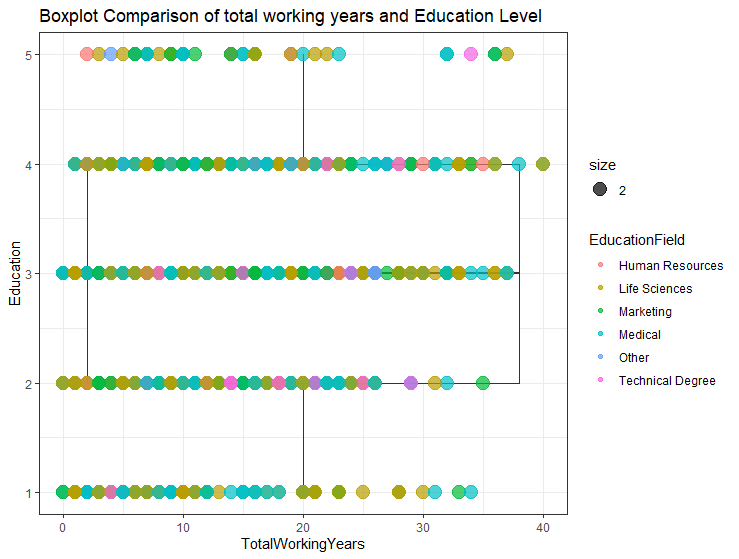 Boxplot Comparison of total working years and Education Level
5
4
3
2
1
Education
0
10
20
30
40
TotalWorkingYears
size
2
EducationField
Human Resources
Life Sciences
Marketing
Medical
Other
Technical Degree